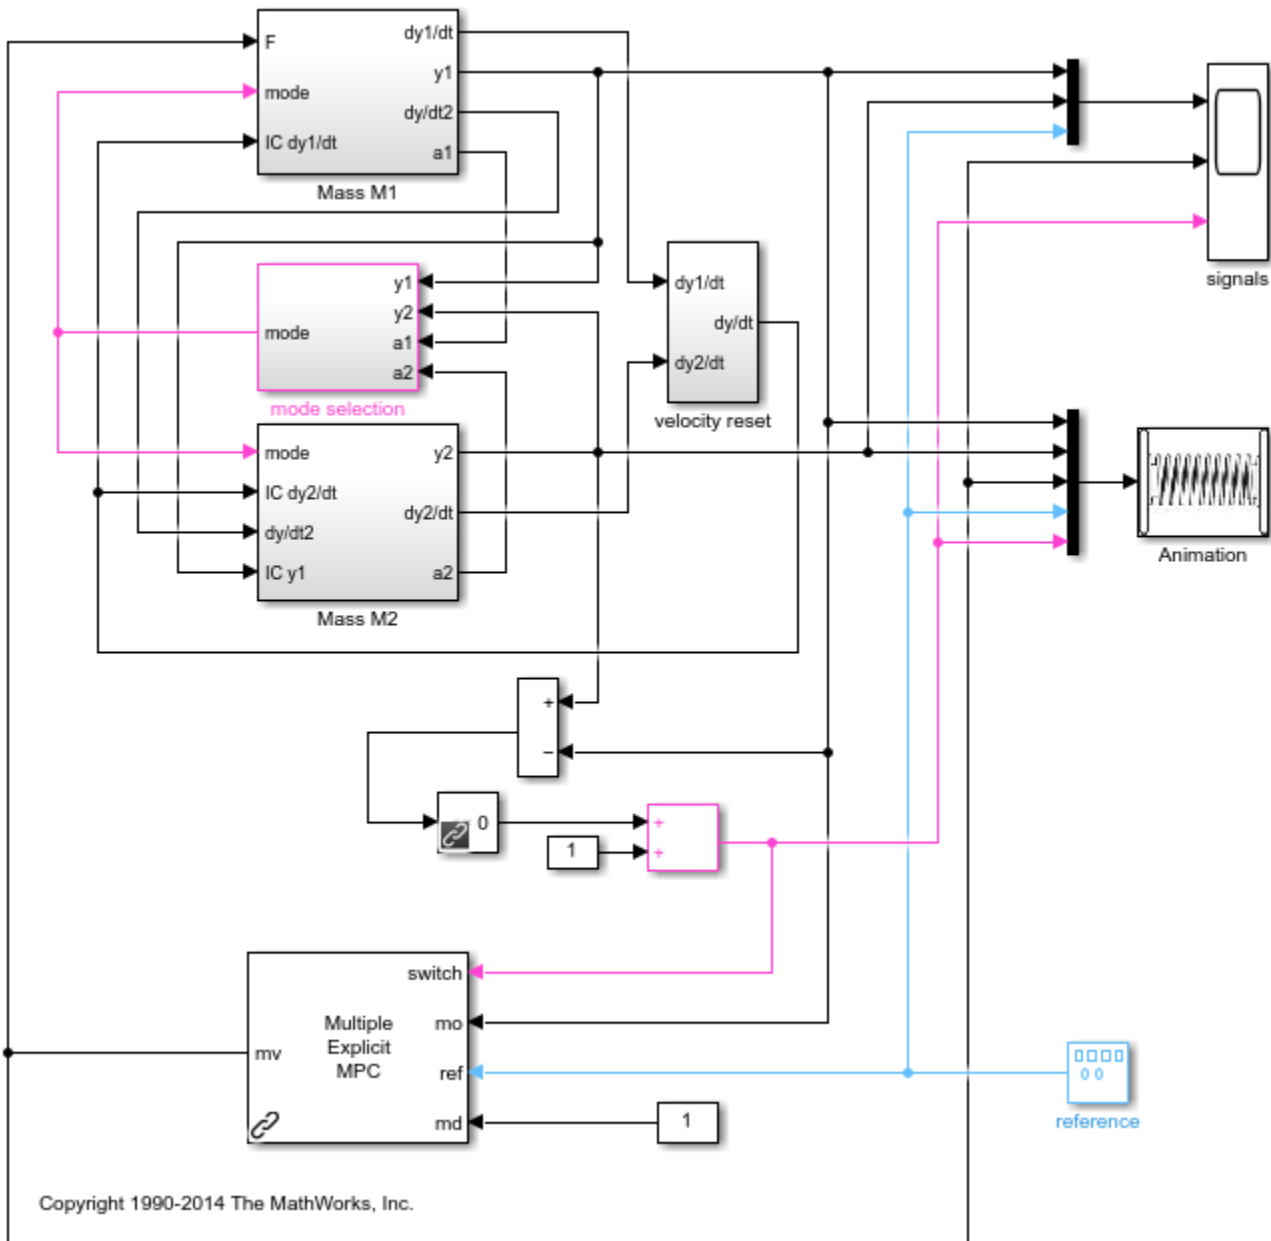 F
mode
IC dy1/dt
dy1/dt
y1
dy/dt2
a1
Mass M1
signals
mode
y1
y2
a1
a2
mode selection
dy1/dt
dy2/dt
dy/dt
velocity reset
mode
IC dy2/dt
dy/dt2
IC y1
y2
dy2/dt
a2
Mass M2
Animation
+
−
0
1
+
+
switch
mo
ref
md
mv
Multiple
Explicit
MPC
1
reference
Copyright 1990-2014 The MathWorks, Inc.